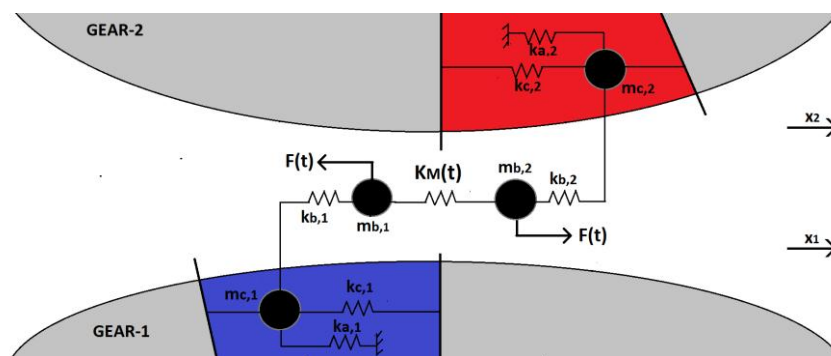 GEAR-2
ka,2
kc,2
mc,2
x2
F(t)
KM(t)
mb,2
kb,2
kb,1
mb,1
F(t)
x1
mc,1
kc,1
GEAR-1
ka,1